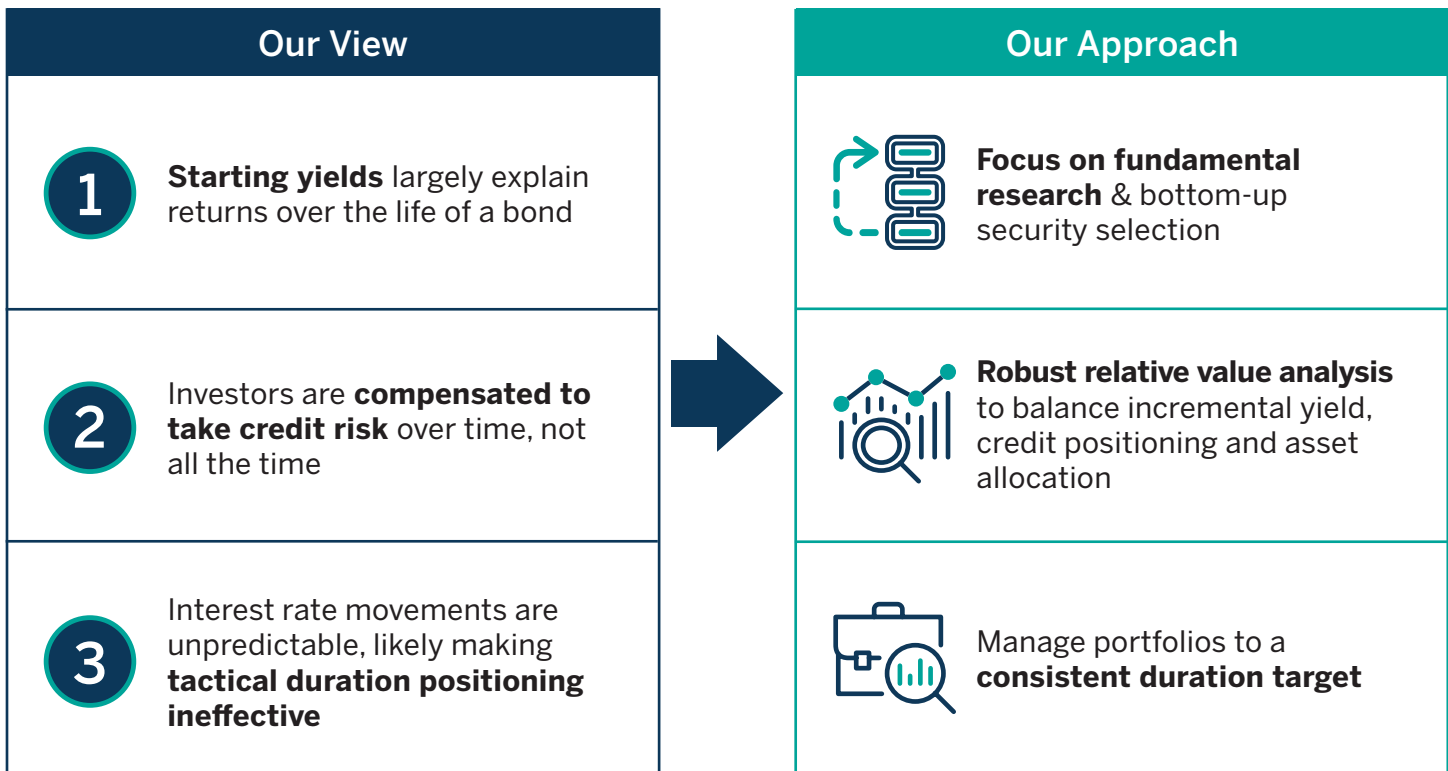 Our View
1
Starting yields largely explain
returns over the life of a bond
2
Investors are compensated to
take credit risk over time, not
all the time
3
Interest rate movements are
unpredictable, likely making
tactical duration positioning
ineffective
Our Approach
Focus on fundamental
research & bottom-up
security selection
Robust relative value analysis
to balance incremental yield,
credit positioning and asset
allocation
Manage portfolios to a
consistent duration target